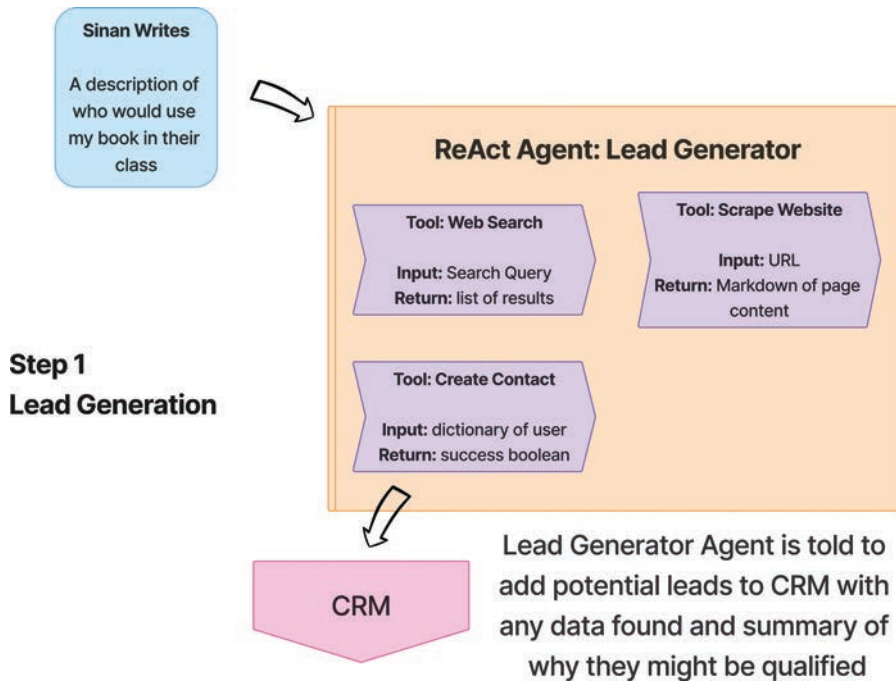 Sinan Writes
A description of
who would use
my book in their
class
ReAct Agent: Lead Generator
Tool: Web Search
Input: Search Query
Return: list of results
Tool: Scrape Website
Input: URL
Return: Markdown of page
content
Step 1
Lead Generation
Tool: Create Contact
Input: dictionary of user
Return: success boolean
CRM
Lead Generator Agent is told to
add potential leads to CRM with
any data found and summary of
why they might be qualified